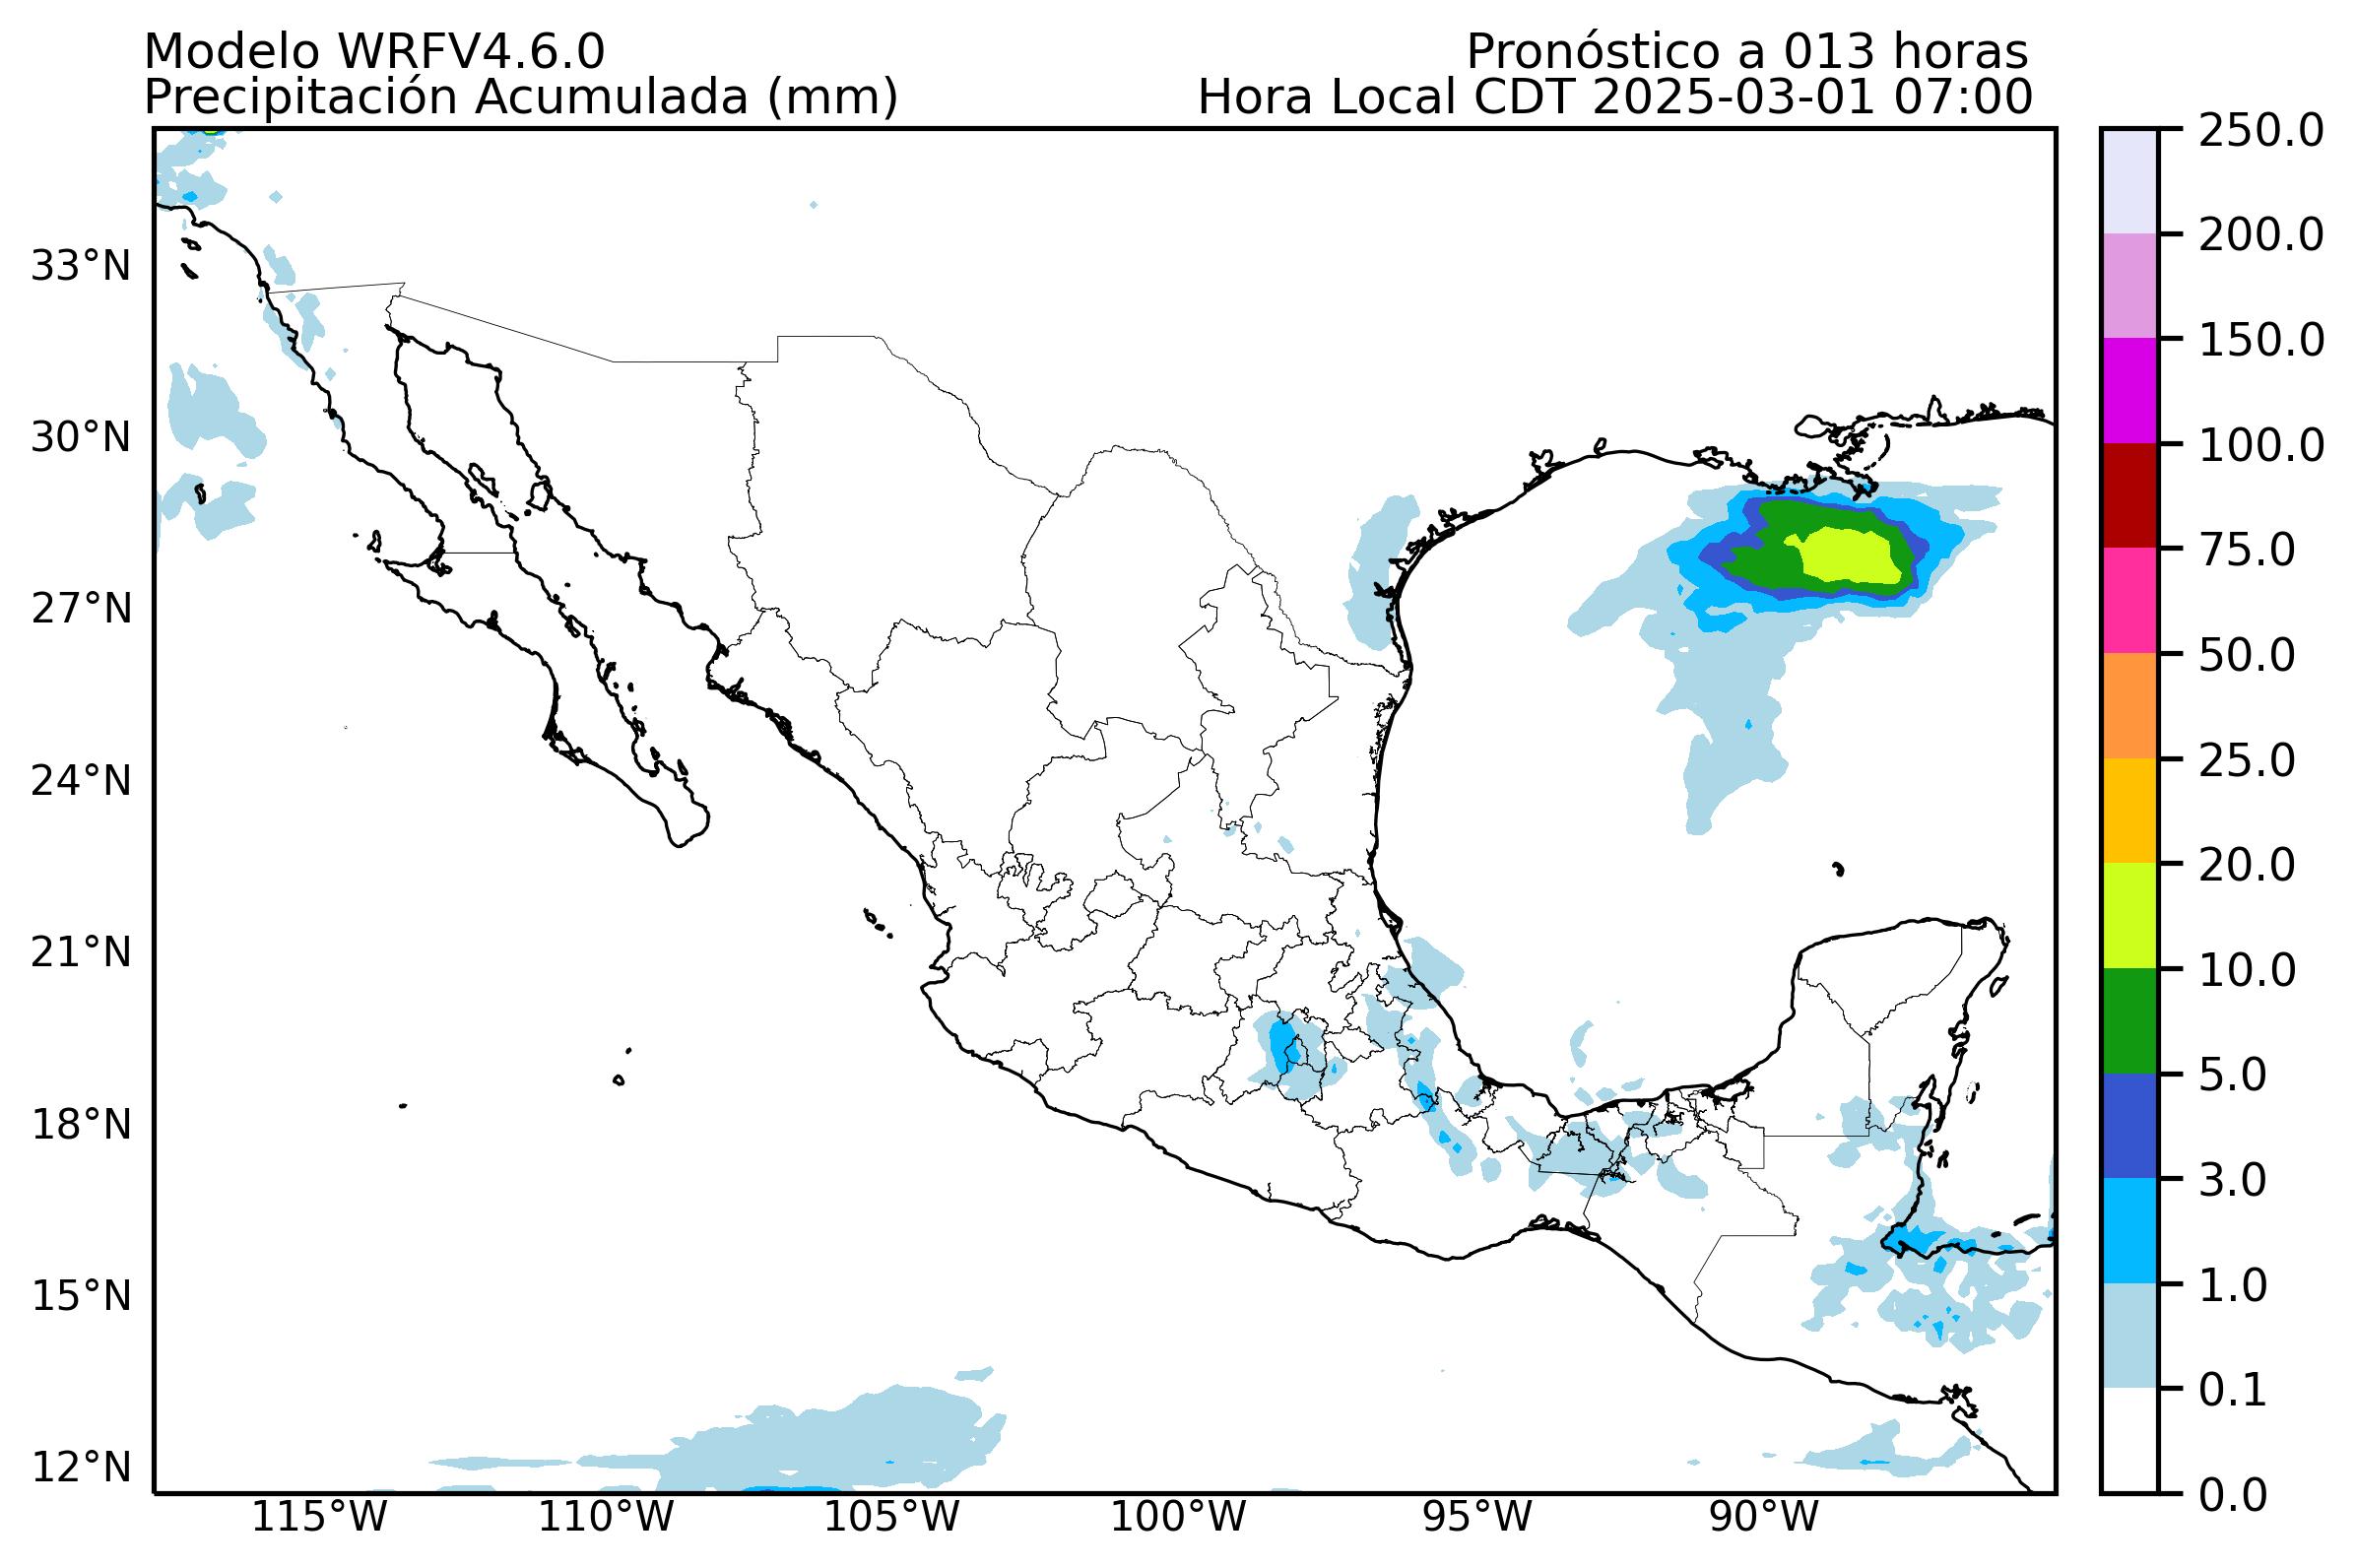 Modelo WRFV4.6.0
Pronóstico a 013 horas
Precipitación Acumulada (mm)
Hora Local CDT 2025-03-01 07:00
33°N
30°N
27°N
24°N
21°N
18°N
15°N
12°N
115°W
110°W
105°W
100°W
95°W
90°W
250.0
200.0
150.0
100.0
75.0
50.0
25.0
20.0
10.0
5.0
3.0
1.0
0.1
0.0